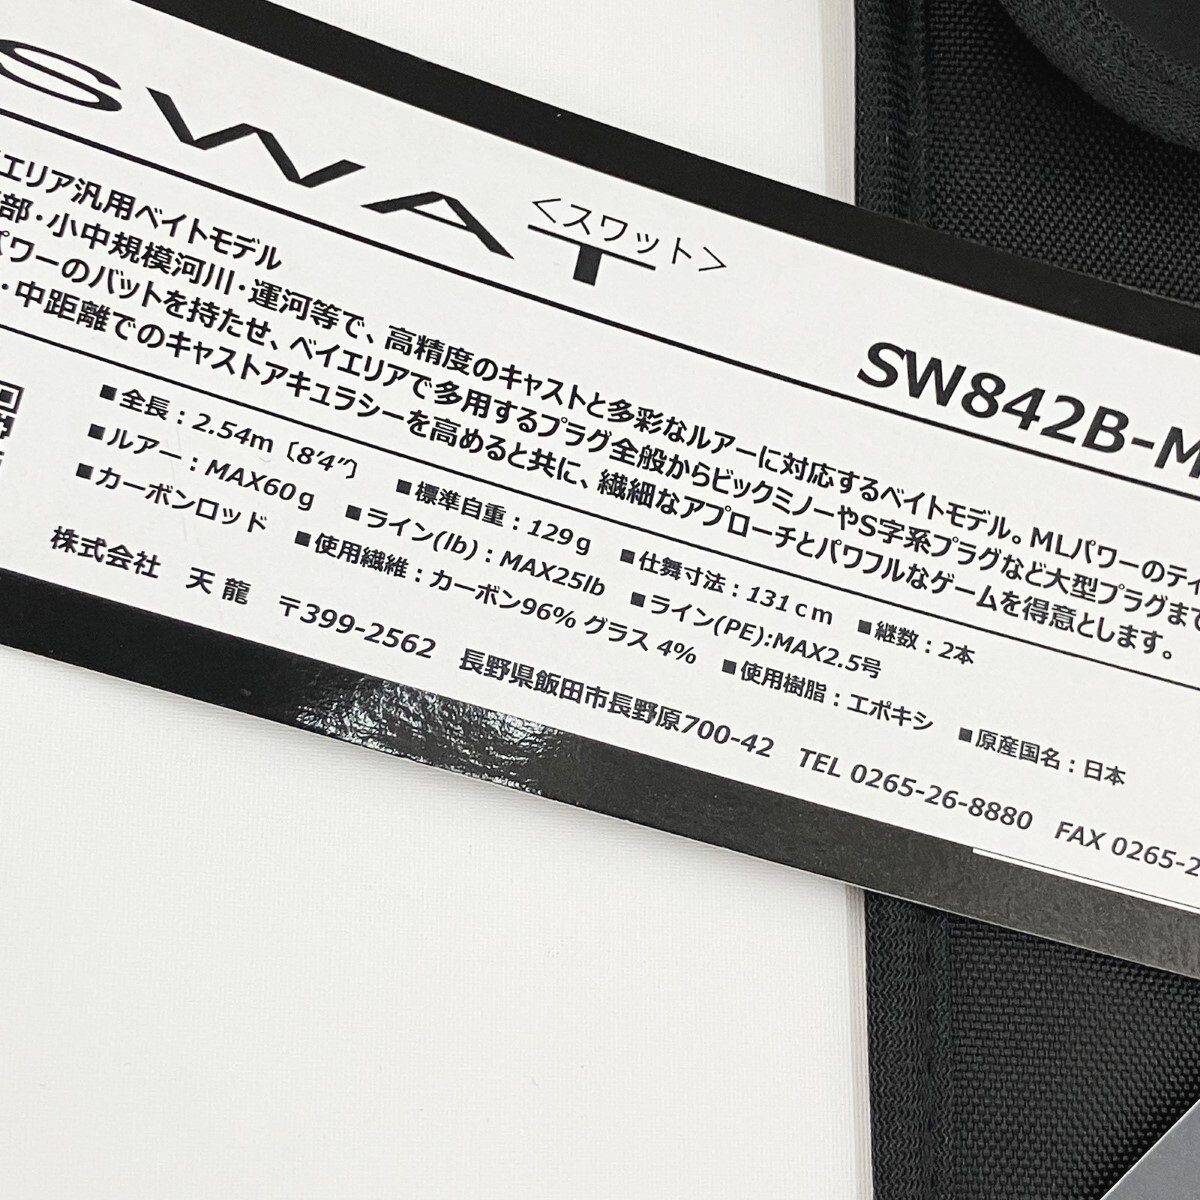 SWAT
<スワット>
SW842B-M
エリア汎用ベイトモデル
部・小中規模河川・運河等で、高精度のキャストと多彩なルアーに対応するベイトモデル。MLパワーのティ
パワーのバットを持たせ、ベイエリアで多用するプラグ全般からビックミノーやS字系プラグなど大型プラグまで
・中距離でのキャストアキュラシーを高めると共に、繊細なアプローチとパワフルなゲームを得意とします。
■全長：2.54m〔8'4"〕 ■標準自重：129g ■仕舞寸法：131cm ■継数：2本
■ルアー：MAX60g ■ライン(lb)：MAX25lb ■ライン(PE):MAX2.5号
■カーボンロッド ■使用繊維：カーボン96% グラス 4% ■使用樹脂：エポキシ ■原産国名：日本
株式会社 天龍 〒399-2562 長野県飯田市長野原700-42 TEL 0265-26-8880 FAX 0265-2